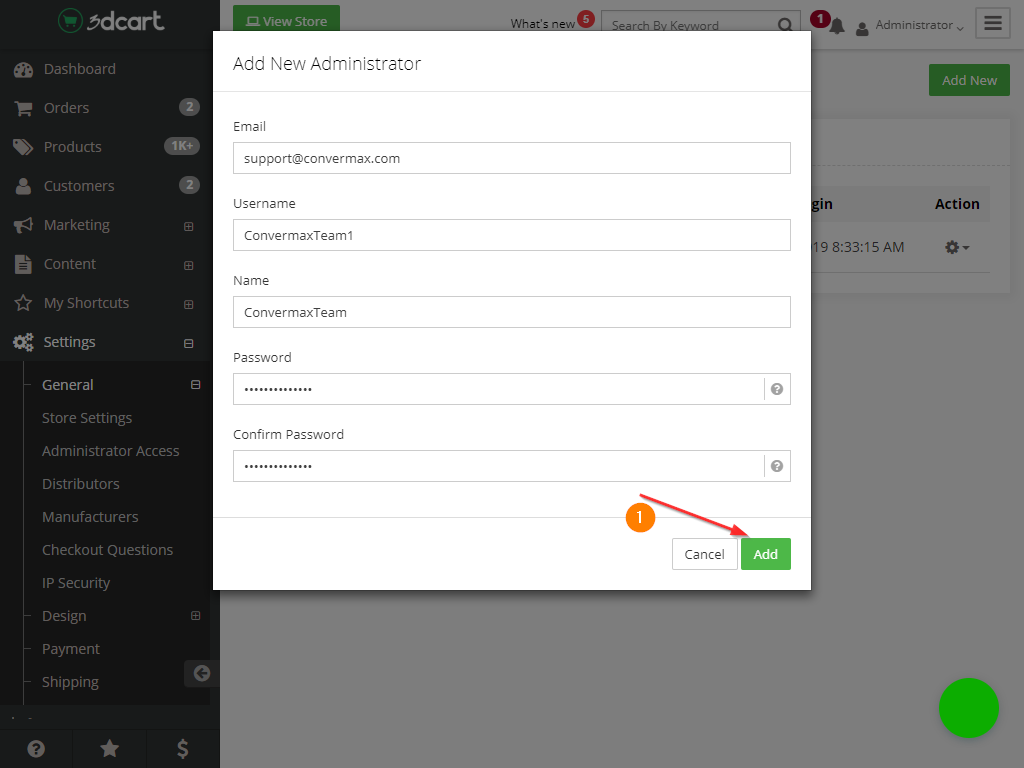 3dcart
View Store
What's new 5
Search By Keyword
1
Administrator
Dashboard
Orders 2
Products 1K+
Customers 2
Marketing
Content
My Shortcuts
Settings
General
Store Settings
Administrator Access
Distributors
Manufacturers
Checkout Questions
IP Security
Design
Payment
Shipping
Add New Administrator
Email
support@convermax.com
Username
ConvermaxTeam1
Name
ConvermaxTeam
Password
••••••••••••••
?
Confirm Password
••••••••••••••
?
1
Cancel
Add
Add New
gin
Action
19 8:33:15 AM
?
$